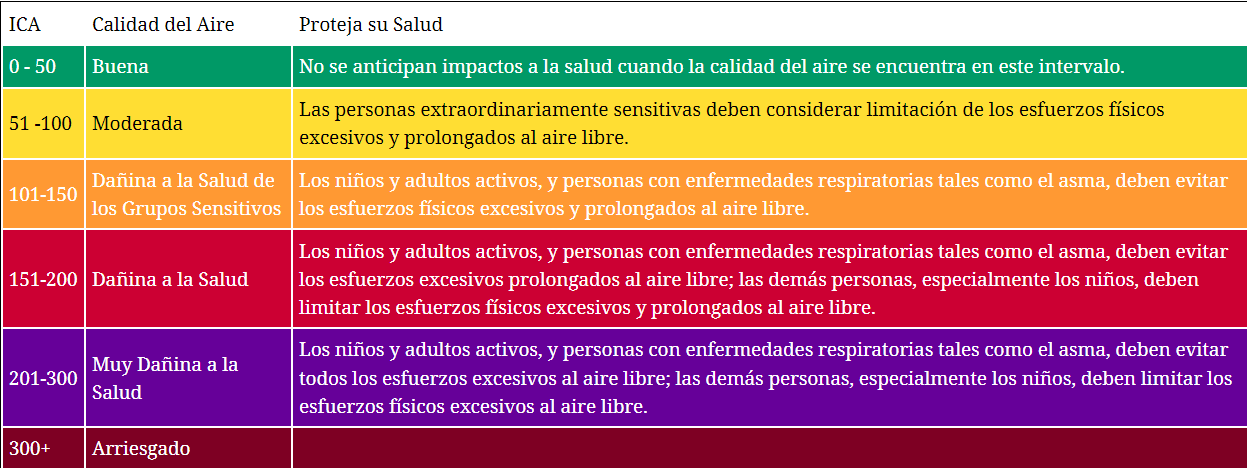 ICA Calidad del Aire Proteja su Salud
0 - 50 Buena No se anticipan impactos a la salud cuando la calidad del aire se encuentra en este intervalo.
51 -100 Moderada Las personas extraordinariamente sensitivas deben considerar limitación de los esfuerzos físicos
excesivos y prolongados al aire libre.
101-150 Dañina a la Salud de
los Grupos Sensitivos
Los niños y adultos activos, y personas con enfermedades respiratorias tales como el asma, deben evitar
los esfuerzos físicos excesivos y prolongados al aire libre.
151-200 Dañina a la Salud
Los niños y adultos activos, y personas con enfermedades respiratorias tales como el asma, deben evitar
los esfuerzos excesivos prolongados al aire libre; las demás personas, especialmente los niños, deben
limitar los esfuerzos físicos excesivos y prolongados al aire libre.
201-300 Muy Dañina a la
Salud
Los niños y adultos activos, y personas con enfermedades respiratorias tales como el asma, deben evitar
todos los esfuerzos excesivos al aire libre; las demás personas, especialmente los niños, deben limitar los
esfuerzos físicos excesivos al aire libre.
300+ Arriesgado